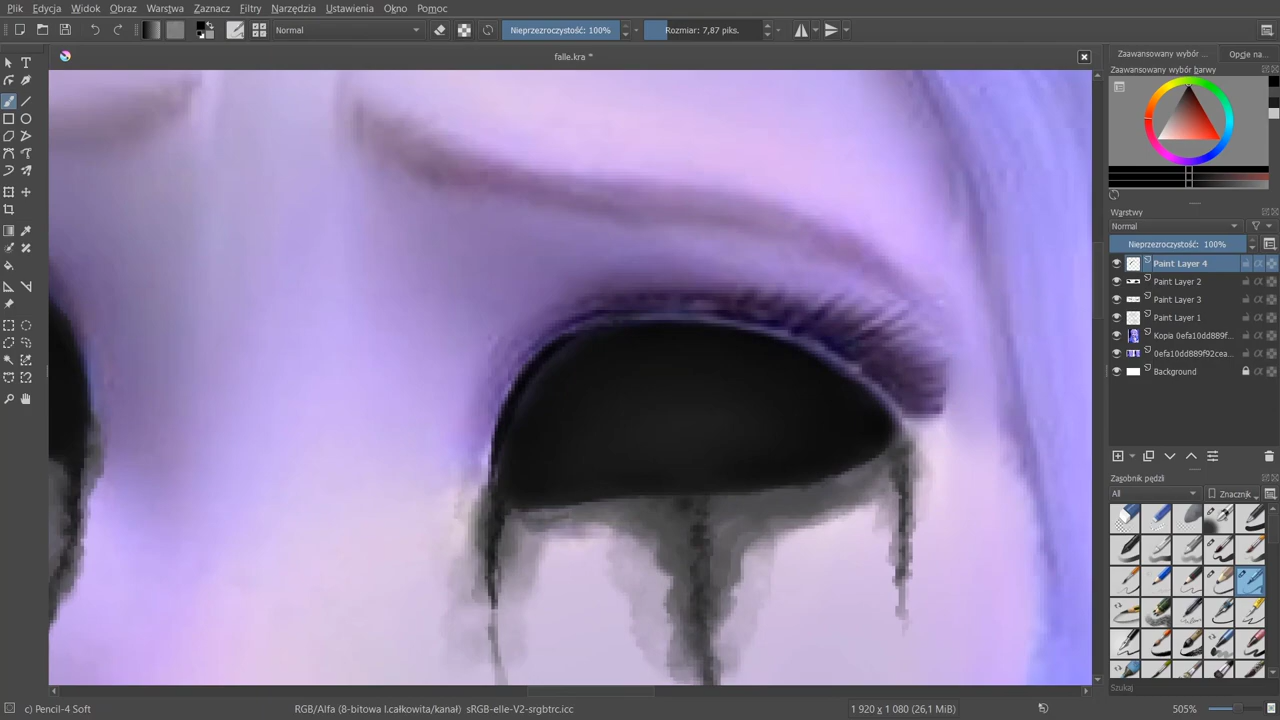 Plik Edycja Widok Obraz Warstwa Zaznacz Filtry Narzędzia Ustawienia Okno Pomoc
Normal Nieprzezroczystość: 100% Rozmiar: 7,87 piks.
falle.kra *
Zaawansowany wybór ... Opcje na...
Zaawansowany wybór barwy
Warstwy
Normal
Nieprzezroczystość: 100%
Paint Layer 4
Paint Layer 2
Paint Layer 3
Paint Layer 1
Kopia 0efa10dd889f...
0efa10dd889f92cea...
Background
Zasobnik pędzli
All Znacznik
Szukaj
c) Pencil-4 Soft RGB/Alfa (8-bitowa l.całkowita/kanał) sRGB-elle-V2-srgbtrc.icc 1 920 x 1 080 (26,1 MiB) 505%